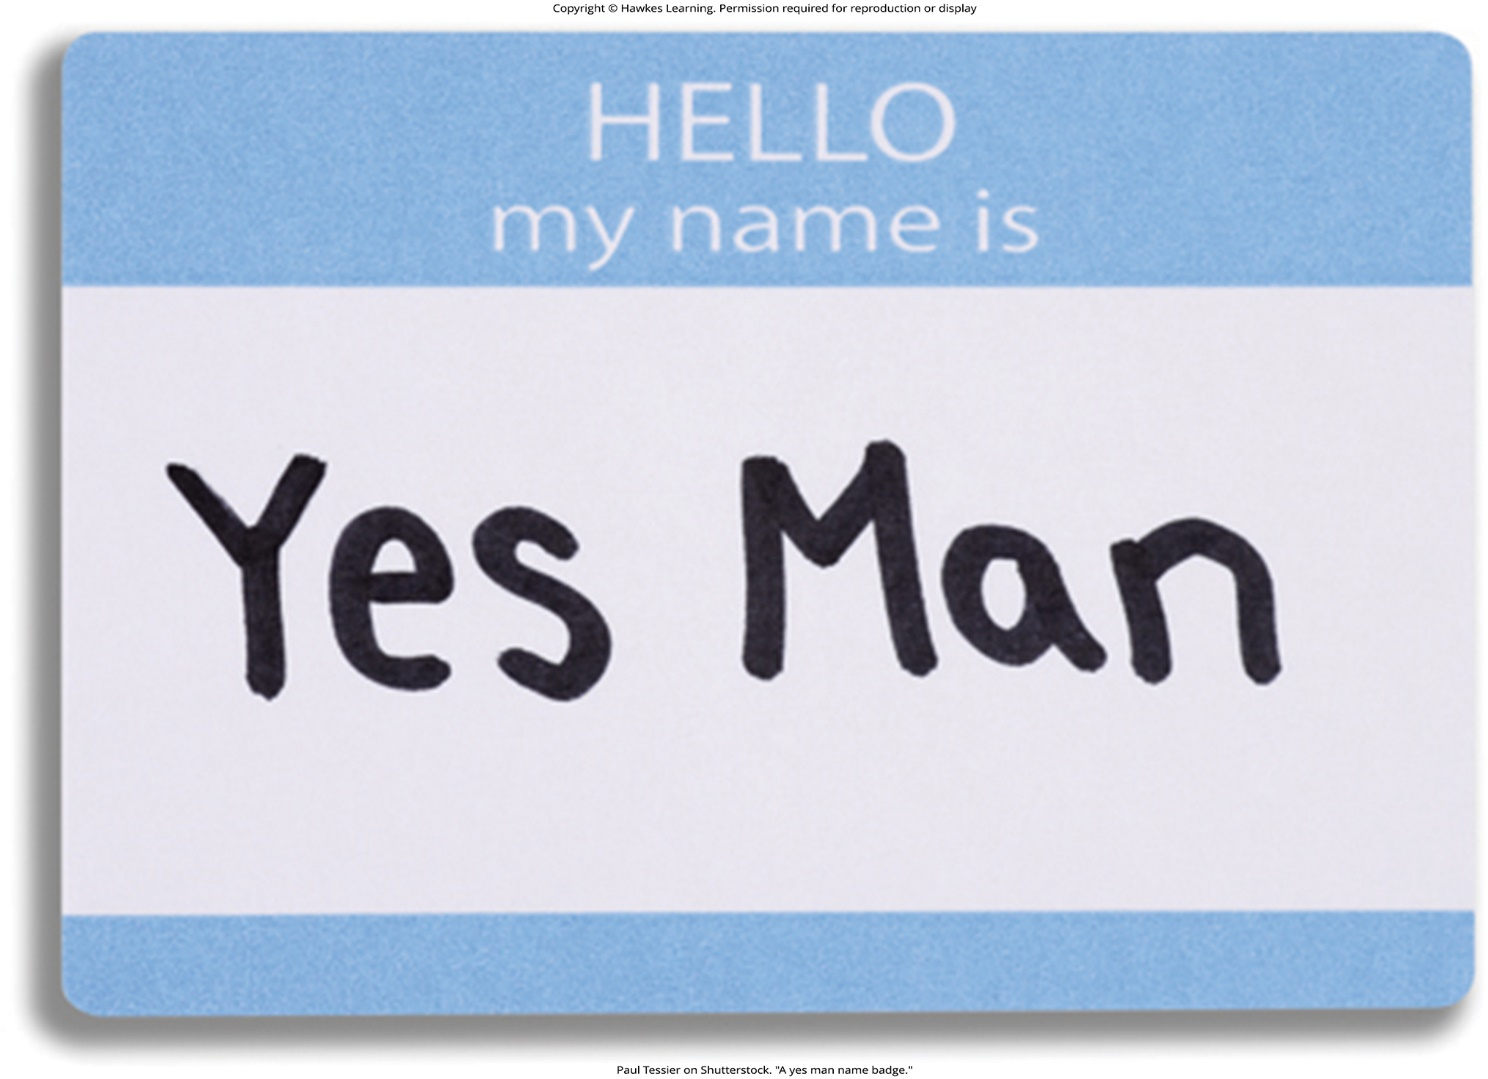 Copyright © Hawkes Learning. Permission required for reproduction or display
HELLO
my name is
Yes Man
Paul Tessier on Shutterstock. "A yes man name badge."